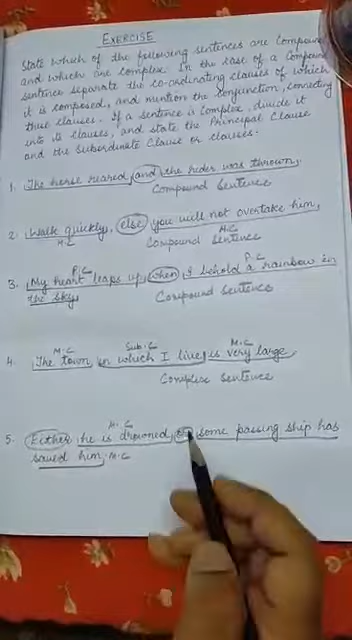 EXERCISE
State which of the following sentences are Compound
and which are complex. In the case of a Compound
sentence separate the co-ordinating clauses of which
it is composed, and mention the conjunction, connecting
these clauses. If a sentence is Complex, divide it
into its clauses, and state the Principal Clause
and the Subordinate Clause or clauses.
1. The horse reared, and the rider was thrown.
Compound Sentence
2. Walk quickly, else you will not overtake him,
M.C Compound Sentence M.C
P.C P.C
3. My heart leaps up when I behold a rainbow in
the sky, Compound Sentence
M.C Sub.C M.C
4. The town, in which I live, is very large,
Complex Sentence
M.C
5. Either he is drowned, some passing ship has
saved him. M.C